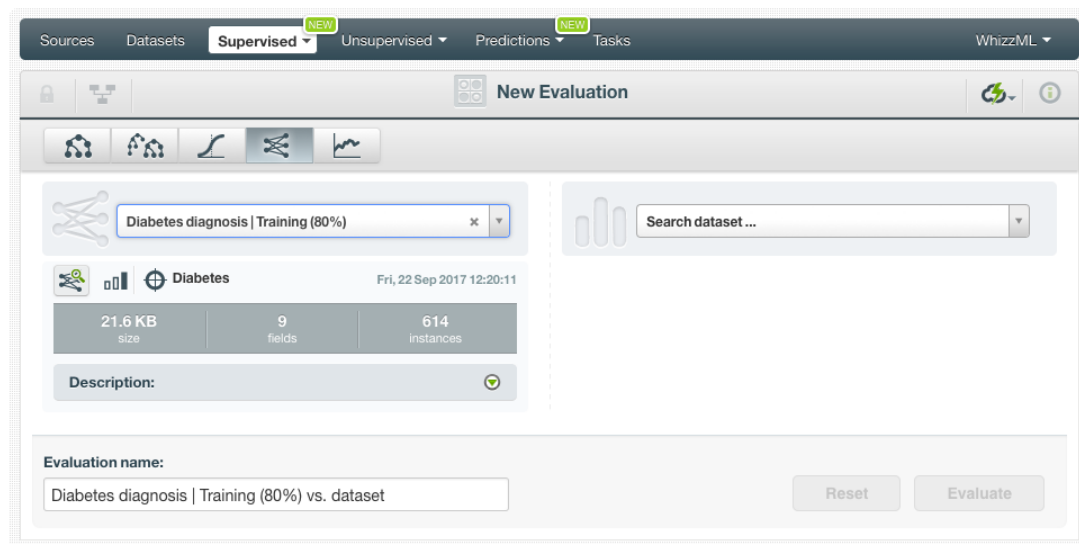 NEW NEW
Sources Datasets Supervised Unsupervised Predictions Tasks WhizzML
New Evaluation
Diabetes diagnosis | Training (80%) × Search dataset ...
Diabetes Fri, 22 Sep 2017 12:20:11
21.6 KB 9 614
size fields instances
Description:
Evaluation name:
Diabetes diagnosis | Training (80%) vs. dataset Reset Evaluate